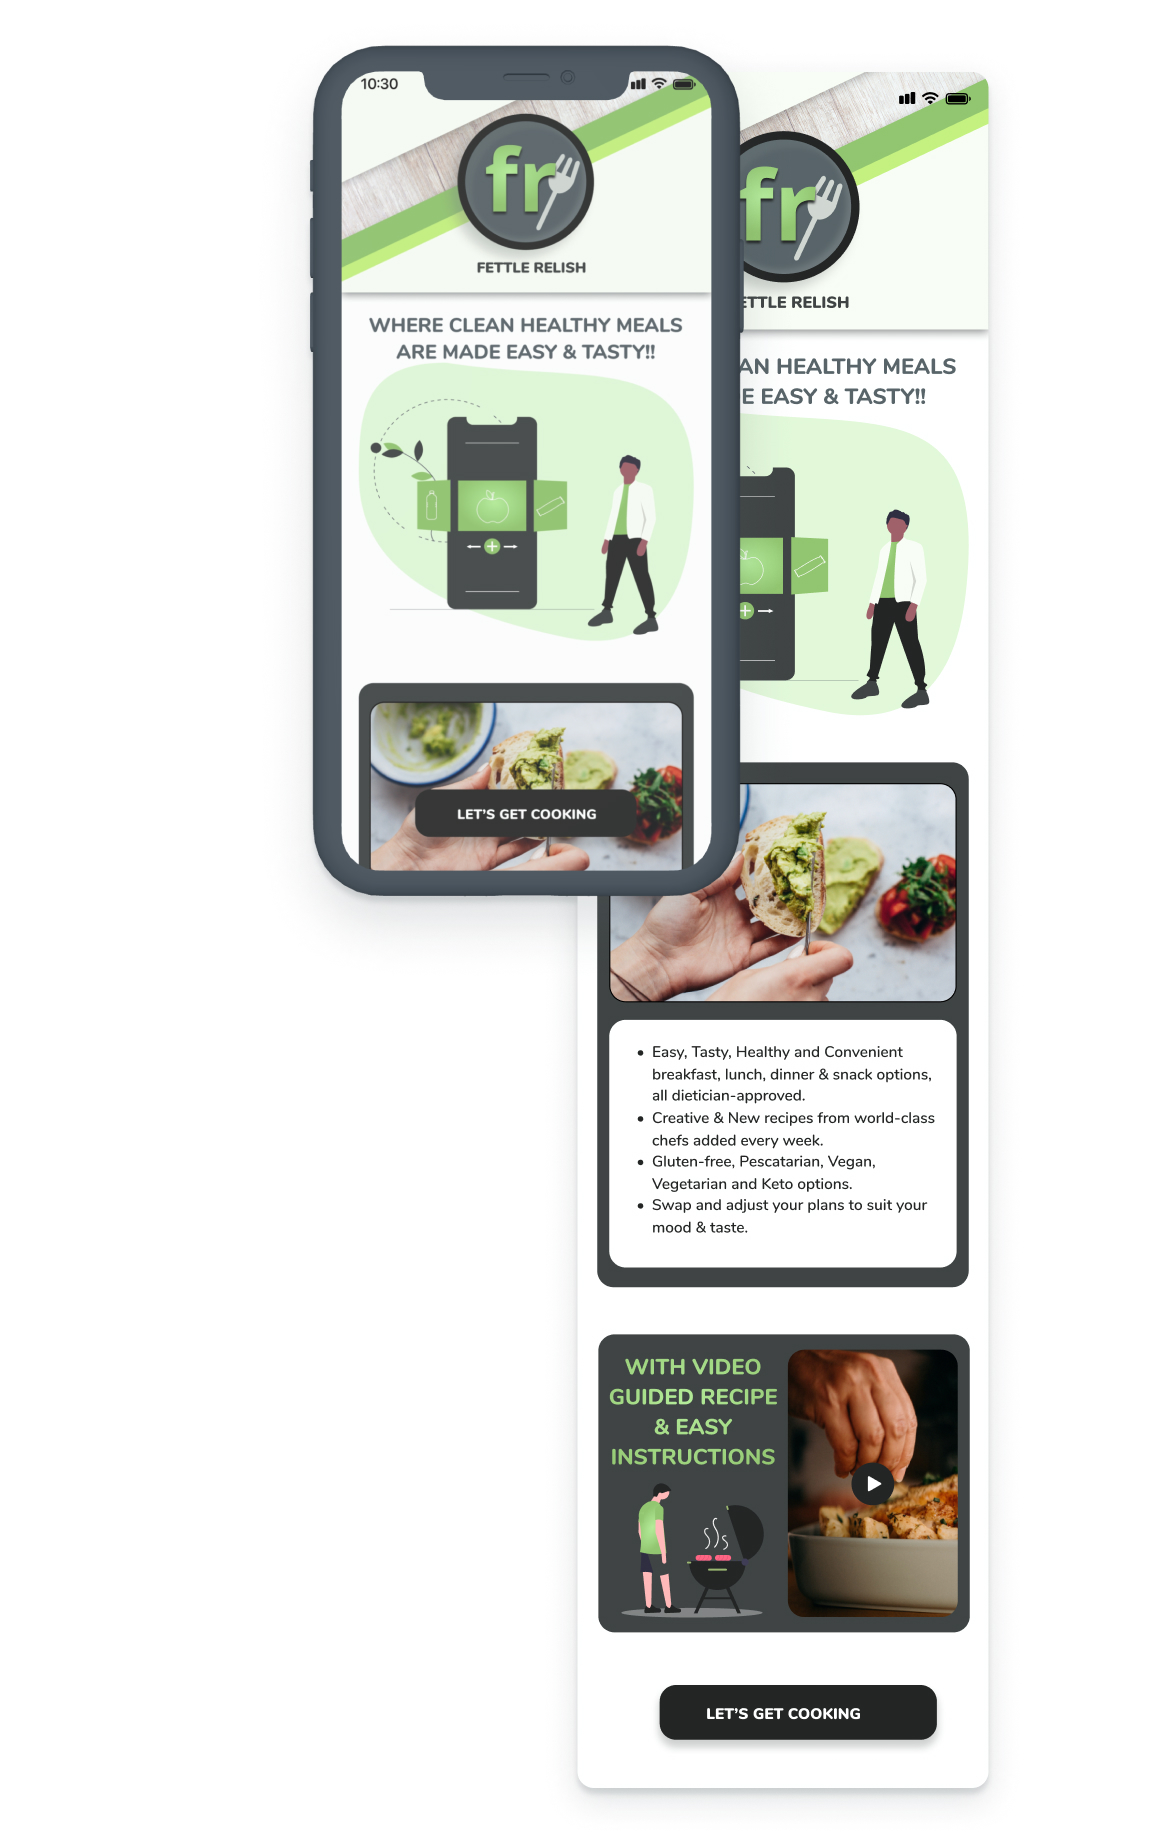 10:30
fr
FETTLE RELISH
WHERE CLEAN HEALTHY MEALS
ARE MADE EASY & TASTY!!
LET'S GET COOKING
fr
ETTLE RELISH
AN HEALTHY MEALS
E EASY & TASTY!!
• Easy, Tasty, Healthy and Convenient
breakfast, lunch, dinner & snack options,
all dietician-approved.
• Creative & New recipes from world-class
chefs added every week.
• Gluten-free, Pescatarian, Vegan,
Vegetarian and Keto options.
• Swap and adjust your plans to suit your
mood & taste.
WITH VIDEO
GUIDED RECIPE
& EASY
INSTRUCTIONS
LET'S GET COOKING